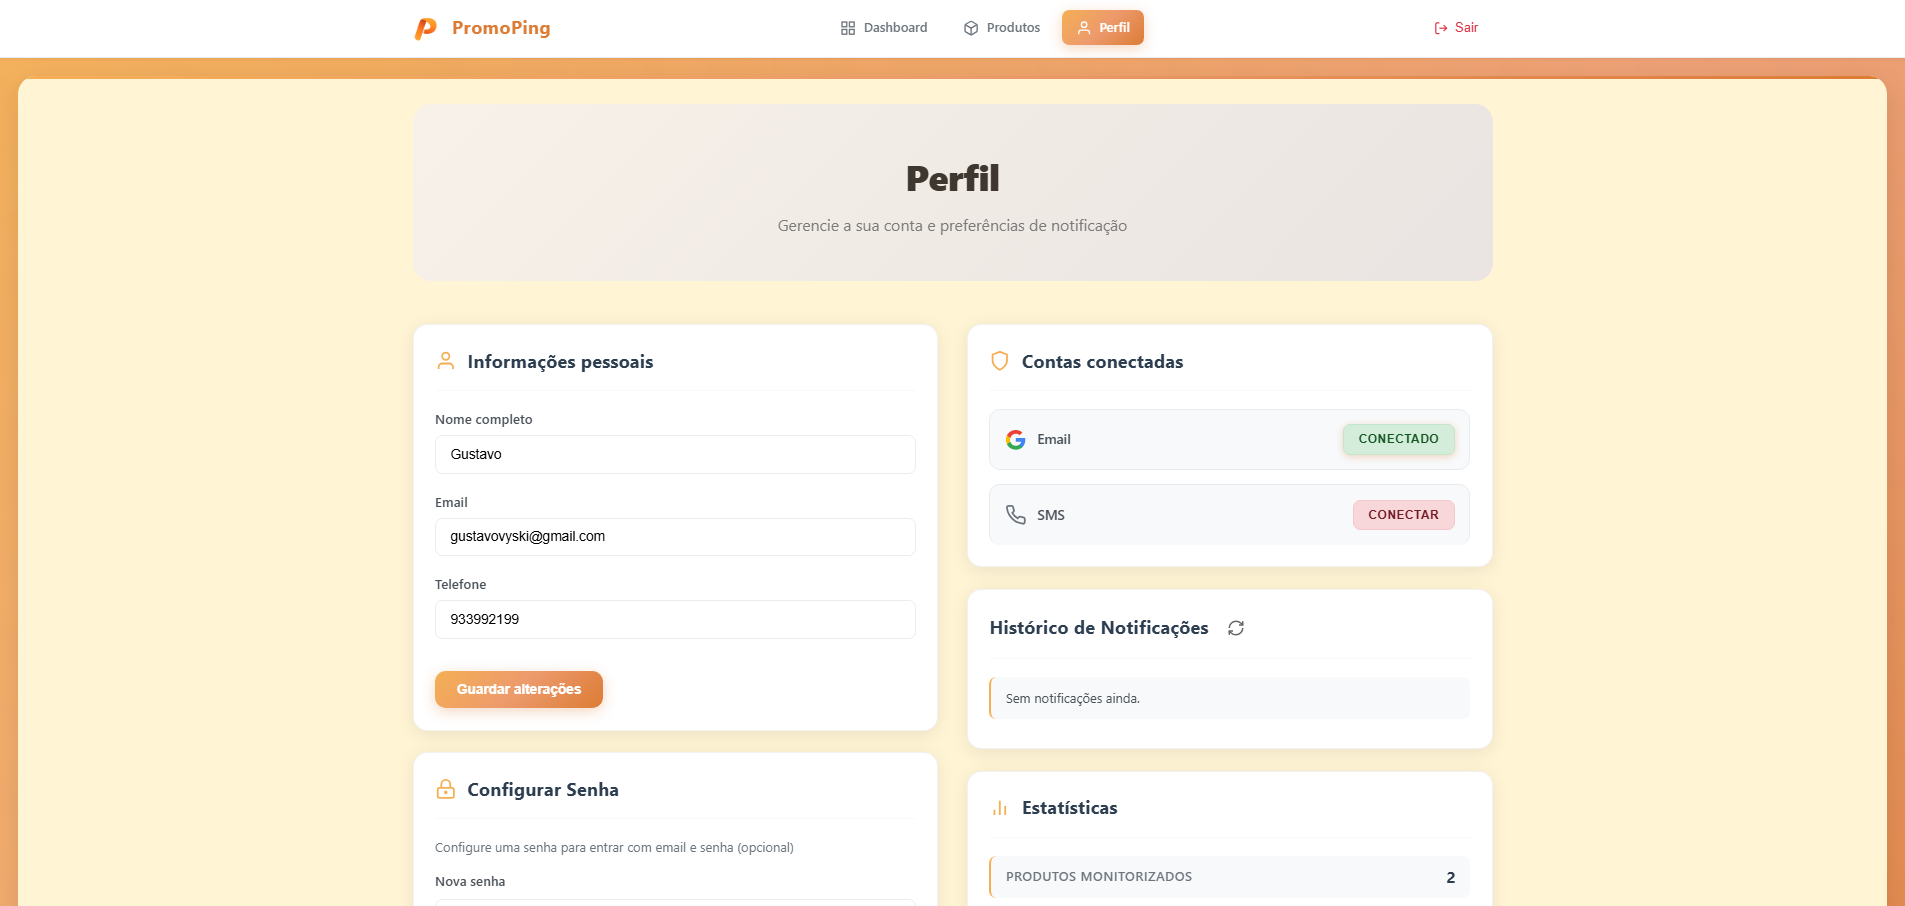 PromoPing
Dashboard
Produtos
Perfil
Sair
Perfil
Gerencie a sua conta e preferências de notificação
Informações pessoais
Nome completo
Gustavo
Email
gustavovyski@gmail.com
Telefone
933992199
Guardar alterações
Configurar Senha
Configure uma senha para entrar com email e senha (opcional)
Nova senha
Contas conectadas
Email
CONECTADO
SMS
CONECTAR
Histórico de Notificações
Sem notificações ainda.
Estatísticas
PRODUTOS MONITORIZADOS
2